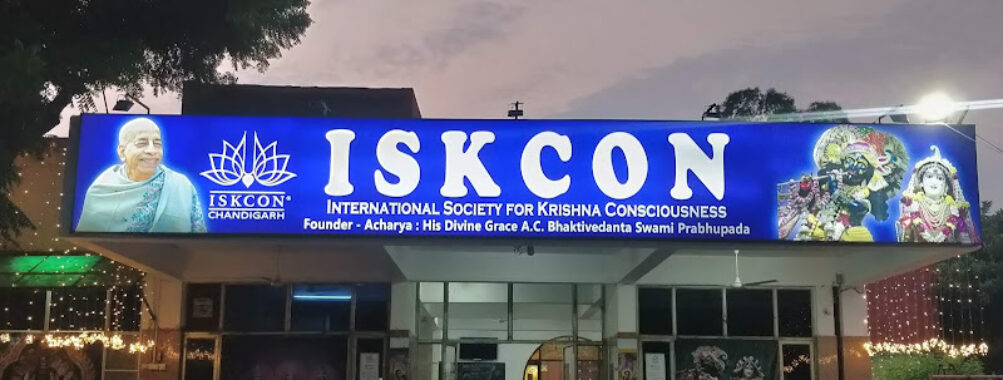 ISKCON®
CHANDIGARH
ISKCON
INTERNATIONAL SOCIETY FOR KRISHNA CONSCIOUSNESS
Founder - Acharya : His Divine Grace A.C. Bhaktivedanta Swami Prabhupada